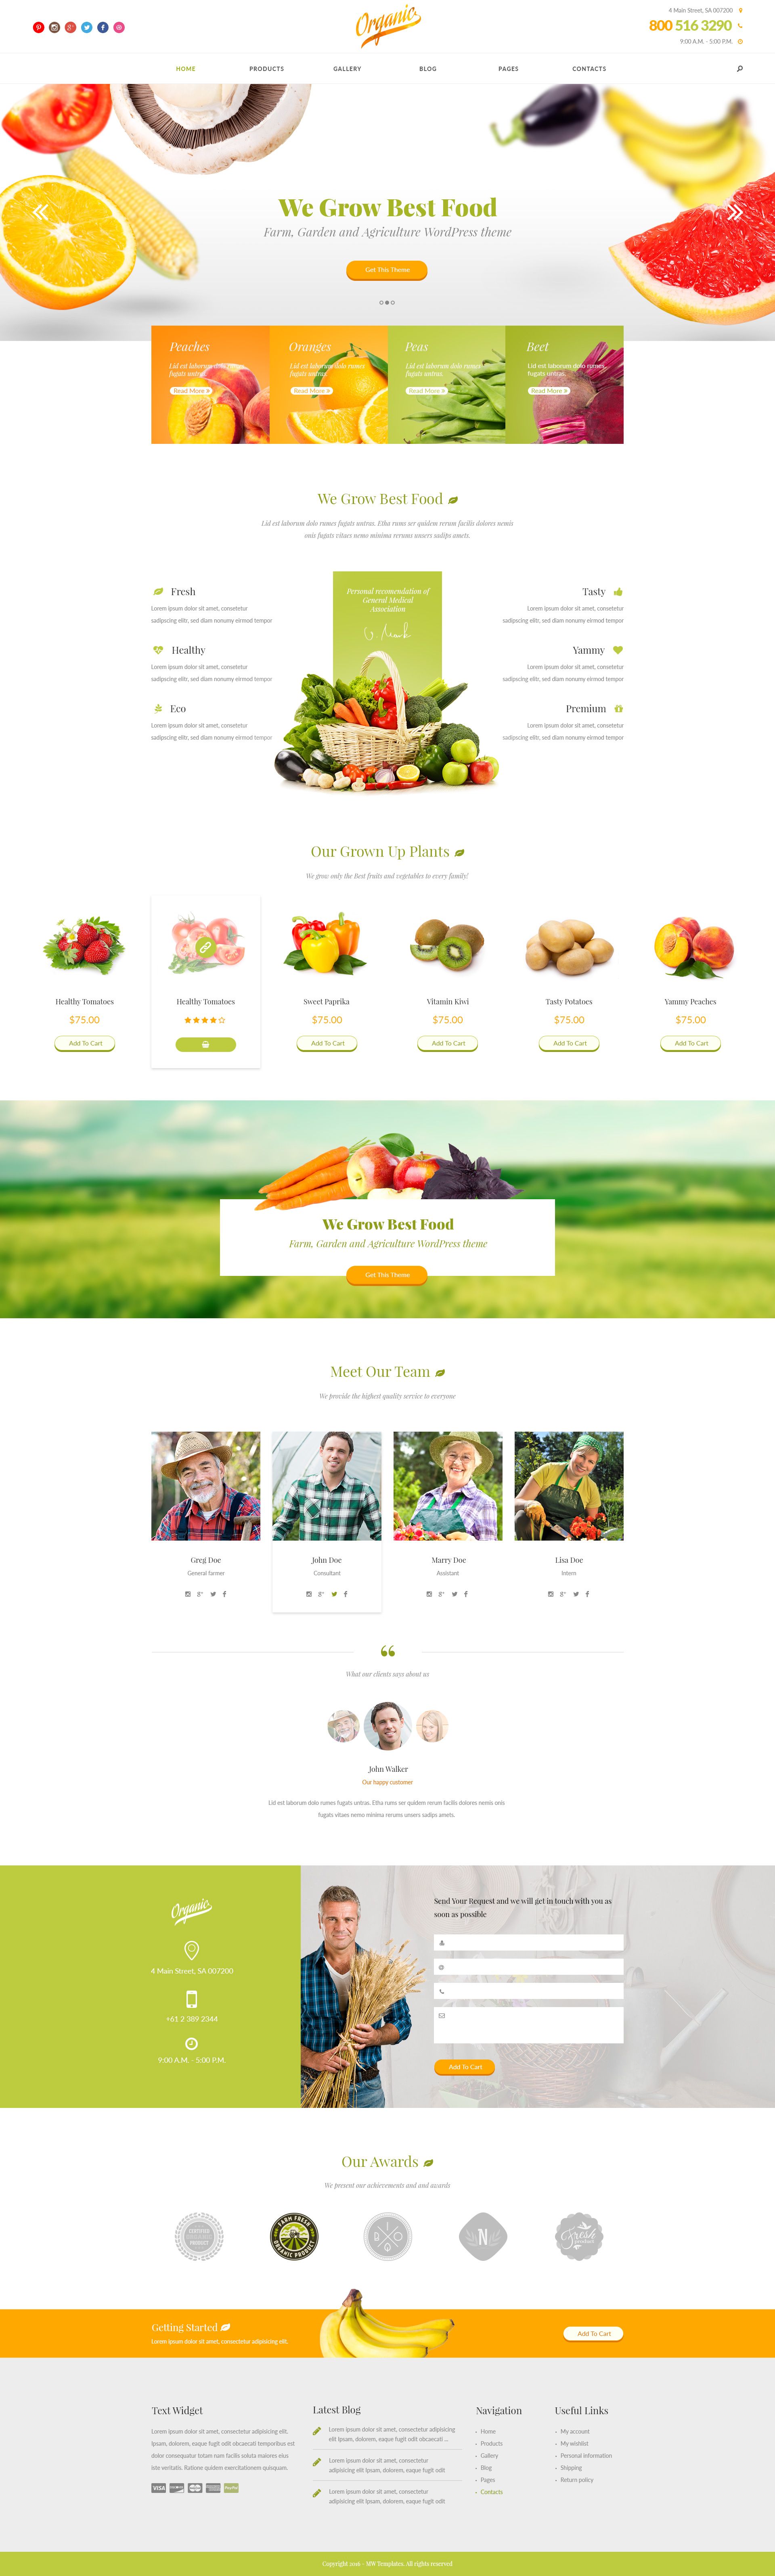 Organic
4 Main Street, SA 007200
800 516 3290
9:00 A.M. - 5:00 P.M.
HOME PRODUCTS GALLERY BLOG PAGES CONTACTS
We Grow Best Food
Farm, Garden and Agriculture WordPress theme
Get This Theme
Peaches
Lid est laborum dolo rumes
fugats untras.
Read More »
Oranges
Lid est laborum dolo rumes
fugats untras.
Read More »
Peas
Lid est laborum dolo rumes
fugats untras.
Read More »
Beet
Lid est laborum dolo rumes
fugats untras.
Read More »
We Grow Best Food
Lid est laborum dolo rumes fugats untras. Etha rums ser quidem rerum facilis dolores nemis
onis fugats vitaes nemo minima rerums unsers sadips amets.
Fresh
Lorem ipsum dolor sit amet, consetetur
sadipscing elitr, sed diam nonumy eirmod tempor
Healthy
Lorem ipsum dolor sit amet, consetetur
sadipscing elitr, sed diam nonumy eirmod tempor
Eco
Lorem ipsum dolor sit amet, consetetur
sadipscing elitr, sed diam nonumy eirmod tempor
Personal recomendation of
General Medical
Association
Tasty
Lorem ipsum dolor sit amet, consetetur
sadipscing elitr, sed diam nonumy eirmod tempor
Yammy
Lorem ipsum dolor sit amet, consetetur
sadipscing elitr, sed diam nonumy eirmod tempor
Premium
Lorem ipsum dolor sit amet, consetetur
sadipscing elitr, sed diam nonumy eirmod tempor
Our Grown Up Plants
We grow only the Best fruits and vegetables to every family!
Healthy Tomatoes
$75.00
Add To Cart
Healthy Tomatoes
Sweet Paprika
$75.00
Add To Cart
Vitamin Kiwi
$75.00
Add To Cart
Tasty Potatoes
$75.00
Add To Cart
Yammy Peaches
$75.00
Add To Cart
We Grow Best Food
Farm, Garden and Agriculture WordPress theme
Get This Theme
Meet Our Team
We provide the highest quality service to everyone
Greg Doe
General farmer
John Doe
Consultant
Marry Doe
Assistant
Lisa Doe
Intern
What our clients says about us
John Walker
Our happy customer
Lid est laborum dolo rumes fugats untras. Etha rums ser quidem rerum facilis dolores nemis onis
fugats vitaes nemo minima rerums unsers sadips amets.
Organic
4 Main Street, SA 007200
+61 2 389 2344
9:00 A.M. - 5:00 P.M.
Send Your Request and we will get in touch with you as
soon as possible
Add To Cart
Our Awards
We present our achievements and and awards
CERTIFIED
PRODUCT
FARM FRESH
ORGANIC PRODUCT
N
Fresh
product
Getting Started
Lorem ipsum dolor sit amet, consectetur adipisicing elit.
Add To Cart
Text Widget
Lorem ipsum dolor sit amet, consectetur adipisicing elit.
Ipsam, dolorem, eaque fugit odit obcaecati temporibus est
dolor consequatur totam nam facilis soluta maiores eius
iste veritatis. Ratione quidem exercitationem quisquam.
VISA
PayPal
Latest Blog
Lorem ipsum dolor sit amet, consectetur adipisicing
elit Ipsam, dolorem, eaque fugit odit obcaecati ...
Lorem ipsum dolor sit amet, consectetur
adipisicing elit Ipsam, dolorem, eaque fugit odit
Lorem ipsum dolor sit amet, consectetur
adipisicing elit Ipsam, dolorem, eaque fugit odit
Navigation
Home
Products
Gallery
Blog
Pages
Contacts
Useful Links
My account
My wishlist
Personal Information
Shipping
Return policy
Copyright 2016 - MW Templates. All rights reserved